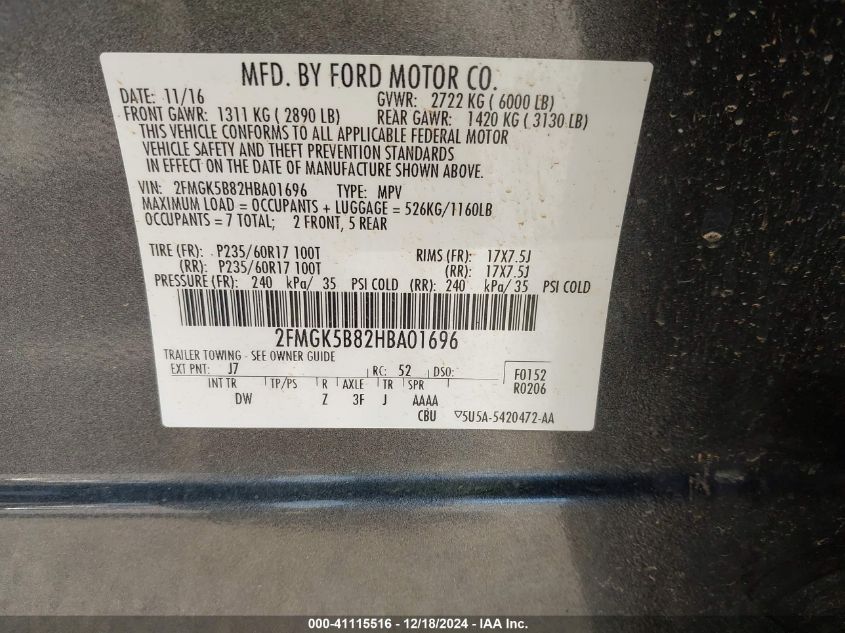 MFD. BY FORD MOTOR CO.
DATE: 11/16 GVWR: 2722 KG ( 6000 LB)
FRONT GAWR: 1311 KG ( 2890 LB) REAR GAWR: 1420 KG ( 3130 LB)
THIS VEHICLE CONFORMS TO ALL APPLICABLE FEDERAL MOTOR
VEHICLE SAFETY AND THEFT PREVENTION STANDARDS
IN EFFECT ON THE DATE OF MANUFACTURE SHOWN ABOVE.
VIN: 2FMGK5B82HBA01696 TYPE: MPV
MAXIMUM LOAD = OCCUPANTS + LUGGAGE = 526KG/1160LB
OCCUPANTS = 7 TOTAL; 2 FRONT, 5 REAR
TIRE (FR): P235/60R17 100T RIMS (FR): 17X7.5J
(RR): P235/60R17 100T (RR): 17X7.5J
PRESSURE (FR): 240 kPa/ 35 PSI COLD (RR): 240 kPa/ 35 PSI COLD
2FMGK5B82HBA01696
TRAILER TOWING - SEE OWNER GUIDE
EXT PNT: J7 RC: 52 DSO: F0152
INT TR TP/PS R AXLE TR SPR R0206
DW Z 3F J AAAA
CBU ▽5U5A-5420472-AA
000-41115516 - 12/18/2024 - IAA Inc.